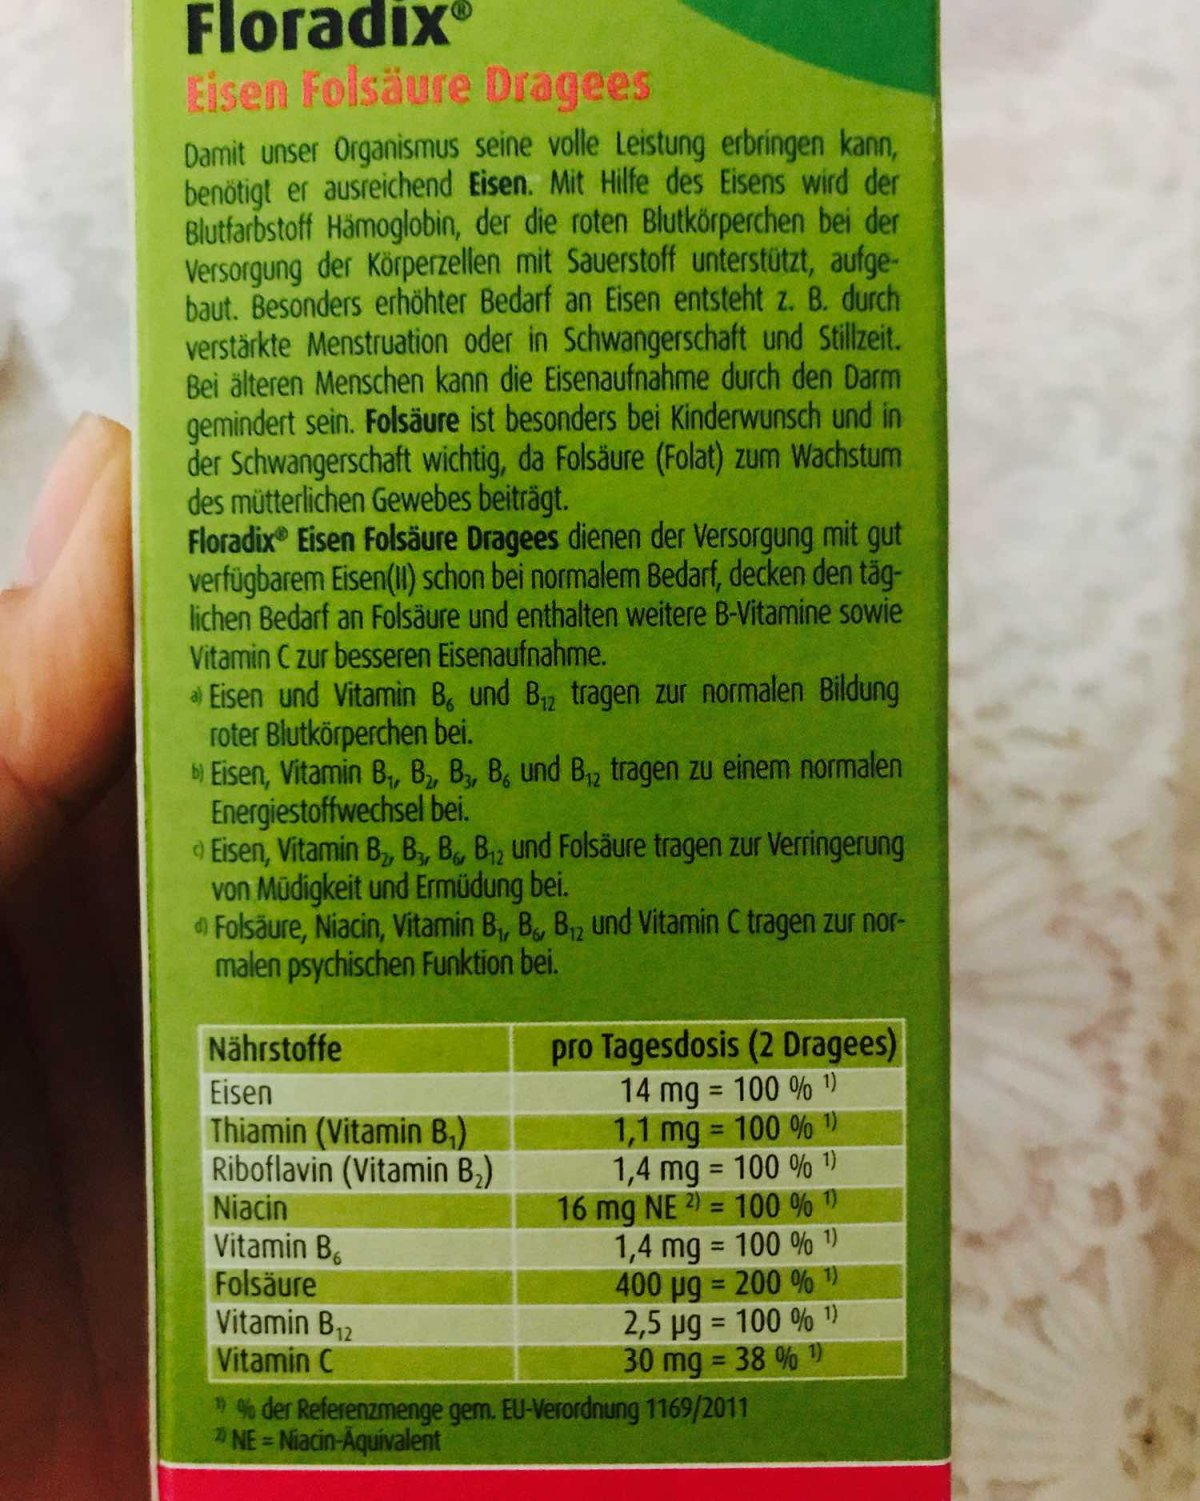 Floradix®
Eisen Folsäure Dragees
Damit unser Organismus seine volle Leistung erbringen kann,
benötigt er ausreichend Eisen. Mit Hilfe des Eisens wird der
Blutfarbstoff Hämoglobin, der die roten Blutkörperchen bei der
Versorgung der Körperzellen mit Sauerstoff unterstützt, aufge-
baut. Besonders erhöhter Bedarf an Eisen entsteht z. B. durch
verstärkte Menstruation oder in Schwangerschaft und Stillzeit.
Bei älteren Menschen kann die Eisenaufnahme durch den Darm
gemindert sein. Folsäure ist besonders bei Kinderwunsch und in
der Schwangerschaft wichtig, da Folsäure (Folat) zum Wachstum
des mütterlichen Gewebes beiträgt.
Floradix® Eisen Folsäure Dragees dienen der Versorgung mit gut
verfügbarem Eisen(II) schon bei normalem Bedarf, decken den täg-
lichen Bedarf an Folsäure und enthalten weitere B-Vitamine sowie
Vitamin C zur besseren Eisenaufnahme.
a) Eisen und Vitamin B₆ und B₁₂ tragen zur normalen Bildung
roter Blutkörperchen bei.
b) Eisen, Vitamin B₁, B₂, B₃, B₆ und B₁₂ tragen zu einem normalen
Energiestoffwechsel bei.
c) Eisen, Vitamin B₂, B₃, B₆, B₁₂ und Folsäure tragen zur Verringerung
von Müdigkeit und Ermüdung bei.
d) Folsäure, Niacin, Vitamin B₁, B₆, B₁₂ und Vitamin C tragen zur nor-
malen psychischen Funktion bei.
Nährstoffe pro Tagesdosis (2 Dragees)
Eisen 14 mg = 100 % ¹⁾
Thiamin (Vitamin B₁) 1,1 mg = 100 % ¹⁾
Riboflavin (Vitamin B₂) 1,4 mg = 100 % ¹⁾
Niacin 16 mg NE ²⁾ = 100 % ¹⁾
Vitamin B₆ 1,4 mg = 100 % ¹⁾
Folsäure 400 µg = 200 % ¹⁾
Vitamin B₁₂ 2,5 µg = 100 % ¹⁾
Vitamin C 30 mg = 38 % ¹⁾
¹⁾ % der Referenzmenge gem. EU-Verordnung 1169/2011
²⁾ NE = Niacin-Äquivalent